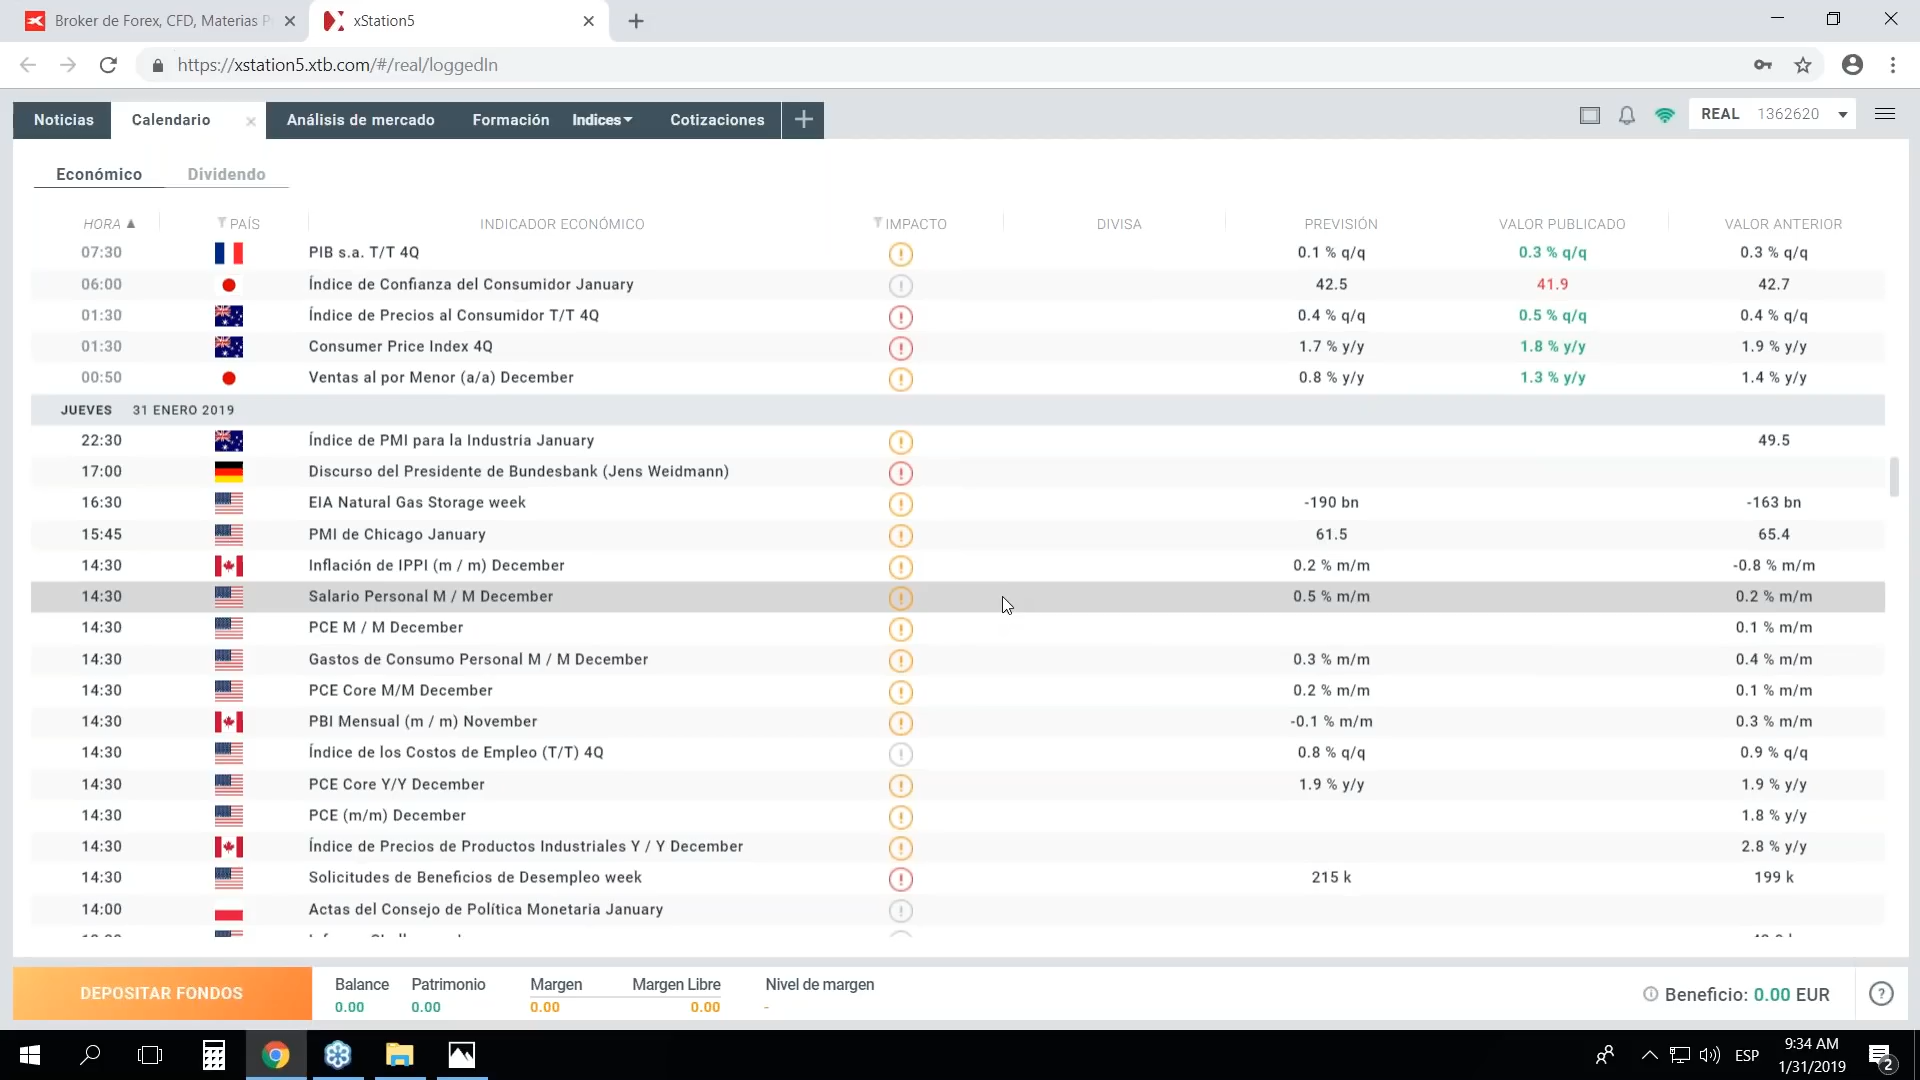 Broker de Forex, CFD, Materias P
xStation5
https://xstation5.xtb.com/#/real/loggedIn
Noticias Calendario Análisis de mercado Formación Indices Cotizaciones
REAL 1362620
Económico Dividendo
HORA PAÍS INDICADOR ECONÓMICO IMPACTO DIVISA PREVISIÓN VALOR PUBLICADO VALOR ANTERIOR
07:30 PIB s.a. T/T 4Q 0.1 % q/q 0.3 % q/q 0.3 % q/q
06:00 Índice de Confianza del Consumidor January 42.5 41.9 42.7
01:30 Índice de Precios al Consumidor T/T 4Q 0.4 % q/q 0.5 % q/q 0.4 % q/q
01:30 Consumer Price Index 4Q 1.7 % y/y 1.8 % y/y 1.9 % y/y
00:50 Ventas al por Menor (a/a) December 0.8 % y/y 1.3 % y/y 1.4 % y/y
JUEVES 31 ENERO 2019
22:30 Índice de PMI para la Industria January 49.5
17:00 Discurso del Presidente de Bundesbank (Jens Weidmann)
16:30 EIA Natural Gas Storage week -190 bn -163 bn
15:45 PMI de Chicago January 61.5 65.4
14:30 Inflación de IPPI (m / m) December 0.2 % m/m -0.8 % m/m
14:30 Salario Personal M / M December 0.5 % m/m 0.2 % m/m
14:30 PCE M / M December 0.1 % m/m
14:30 Gastos de Consumo Personal M / M December 0.3 % m/m 0.4 % m/m
14:30 PCE Core M/M December 0.2 % m/m 0.1 % m/m
14:30 PBI Mensual (m / m) November -0.1 % m/m 0.3 % m/m
14:30 Índice de los Costos de Empleo (T/T) 4Q 0.8 % q/q 0.9 % q/q
14:30 PCE Core Y/Y December 1.9 % y/y 1.9 % y/y
14:30 PCE (m/m) December 1.8 % y/y
14:30 Índice de Precios de Productos Industriales Y / Y December 2.8 % y/y
14:30 Solicitudes de Beneficios de Desempleo week 215 k 199 k
14:00 Actas del Consejo de Política Monetaria January
DEPOSITAR FONDOS
Balance Patrimonio Margen Margen Libre Nivel de margen
0.00 0.00 0.00 0.00 -
Beneficio: 0.00 EUR
ESP
9:34 AM
1/31/2019
2